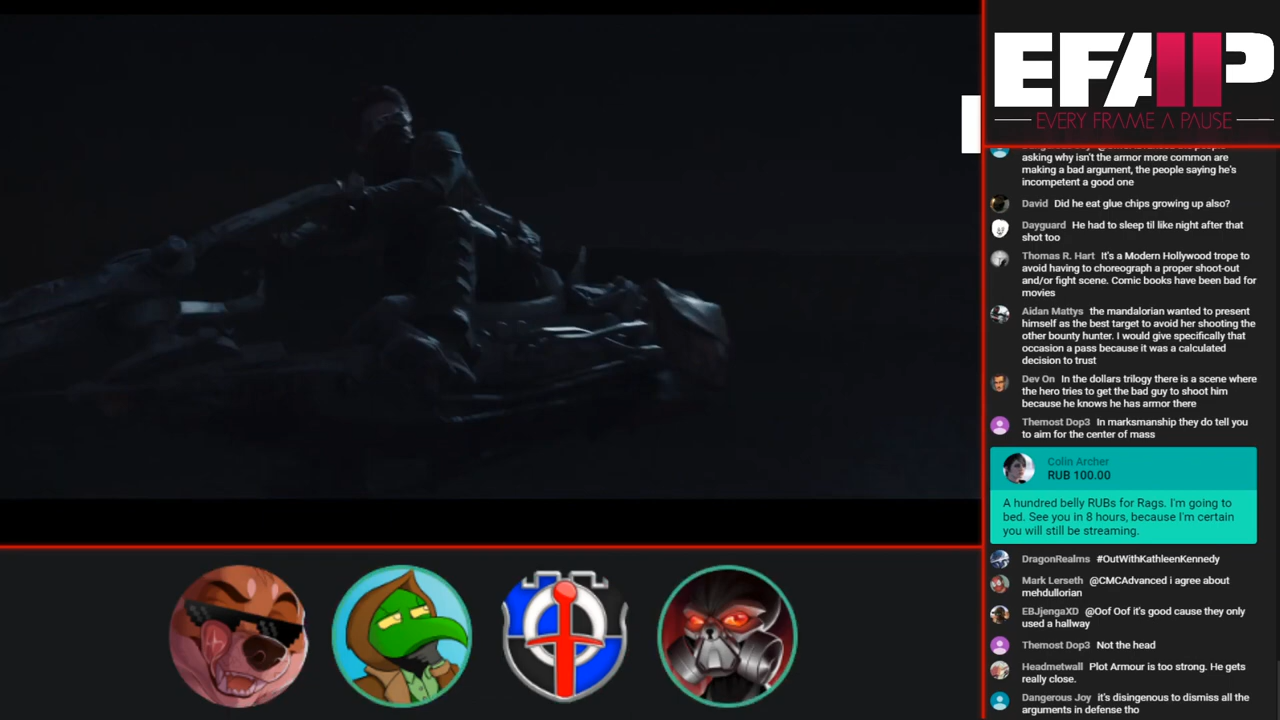 EFAP
EVERY FRAME A PAUSE
asking why isn't the armor more common are
making a bad argument, the people saying he's
incompetent a good one
David Did he eat glue chips growing up also?
Dayguard He had to sleep til like night after that
shot too
Thomas R. Hart It's a Modern Hollywood trope to
avoid having to choreograph a proper shoot-out
and/or fight scene. Comic books have been bad for
movies
Aidan Mattys the mandalorian wanted to present
himself as the best target to avoid her shooting the
other bounty hunter. I would give specifically that
occasion a pass because it was a calculated
decision to trust
Dev On In the dollars trilogy there is a scene where
the hero tries to get the bad guy to shoot him
because he knows he has armor there
Themost Dop3 In marksmanship they do tell you
to aim for the center of mass
Colin Archer
RUB 100.00
A hundred belly RUBs for Rags. I'm going to
bed. See you in 8 hours, because I'm certain
you will still be streaming.
DragonRealms #OutWithKathleenKennedy
Mark Lerseth @CMCAdvanced i agree about
mehdullorian
EBJjengaXD @Oof Oof it's good cause they only
used a hallway
Themost Dop3 Not the head
Headmetwall Plot Armour is too strong. He gets
really close.
Dangerous Joy it's disingenous to dismiss all the
arguments in defense tho